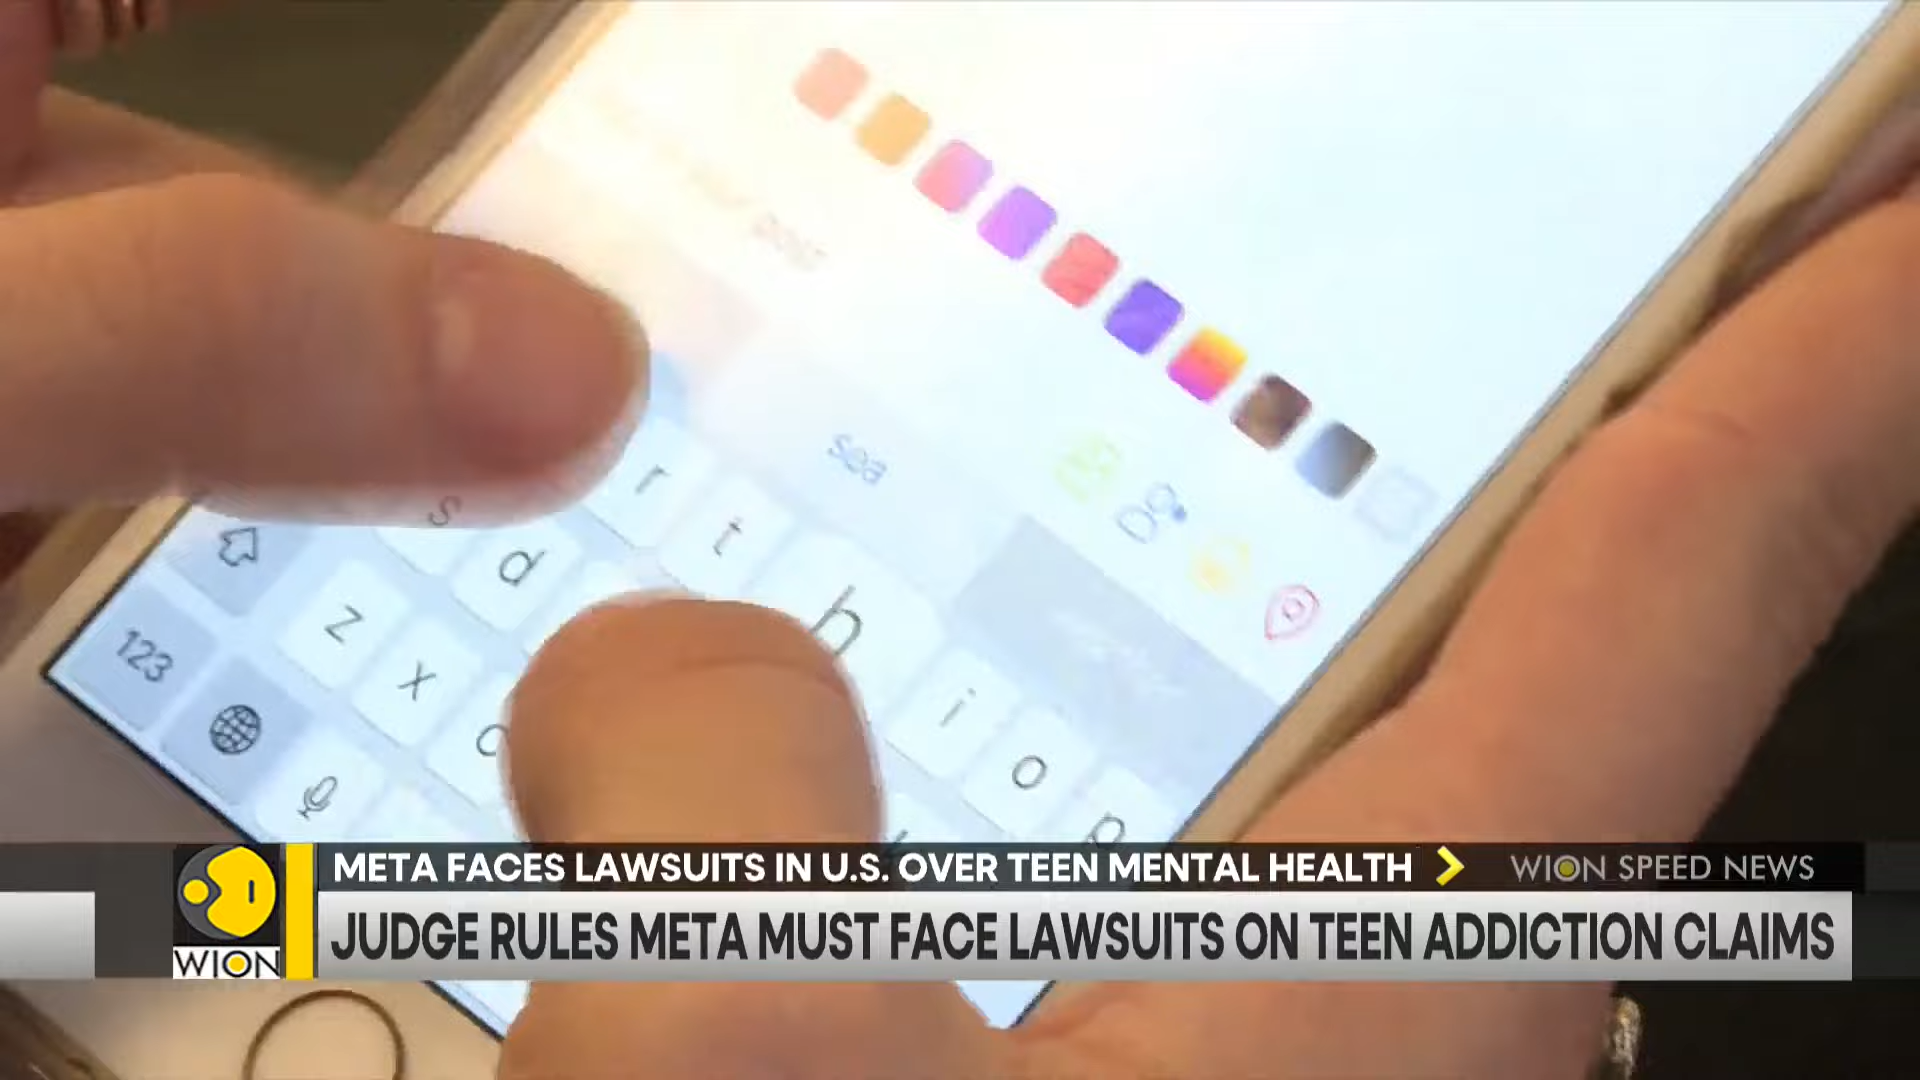 sea
r
s
t
d
h
z
i
123
x
o
c
p
META FACES LAWSUITS IN U.S. OVER TEEN MENTAL HEALTH
WION SPEED NEWS
JUDGE RULES META MUST FACE LAWSUITS ON TEEN ADDICTION CLAIMS
WION